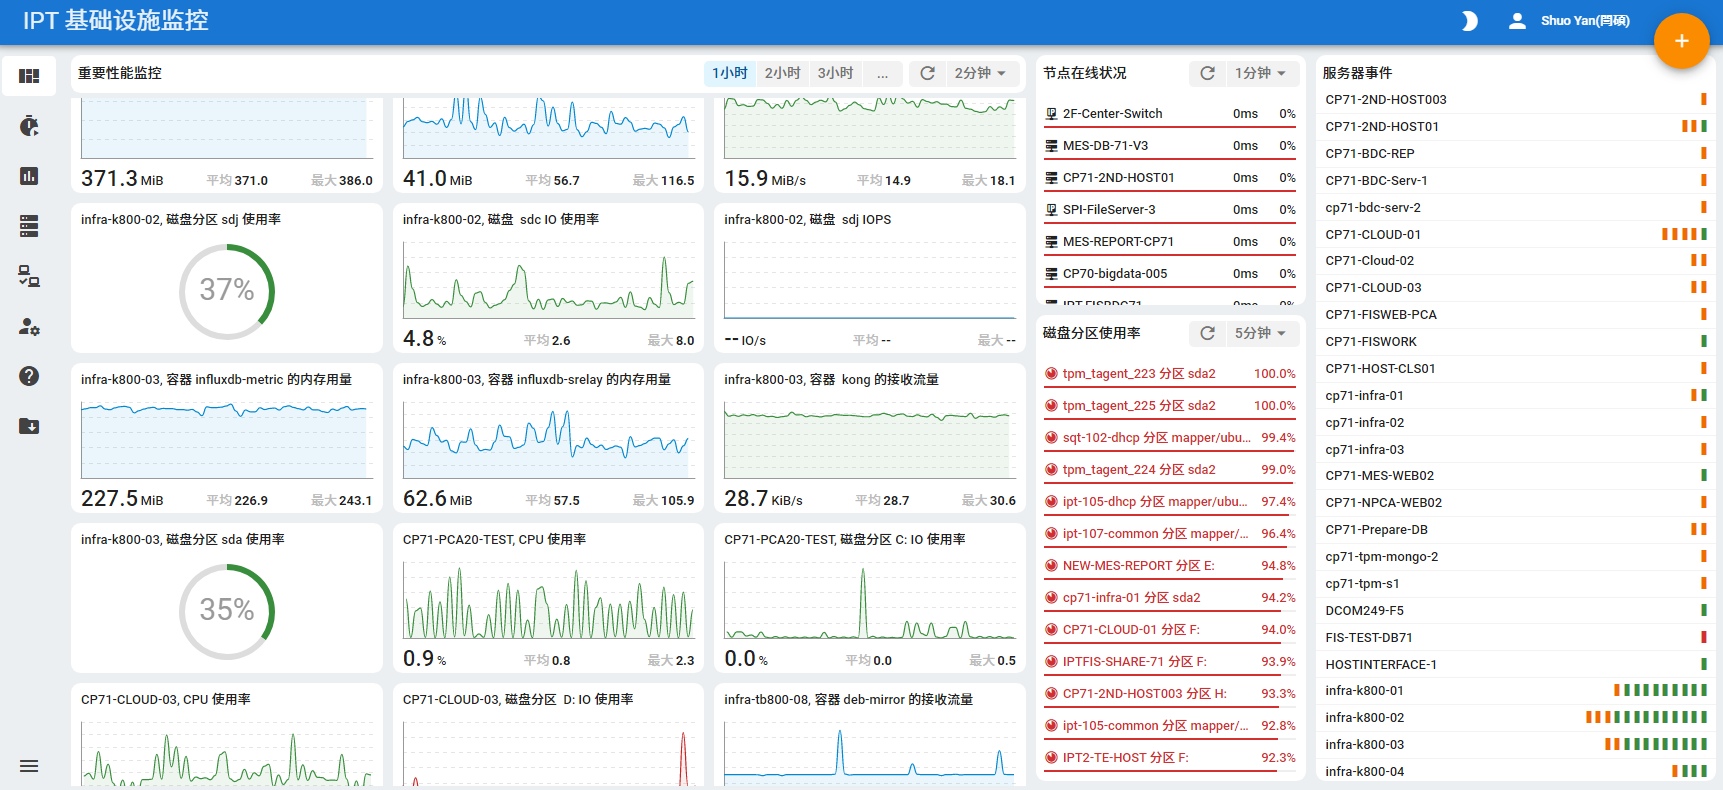 IPT 基础设施监控
Shuo Yan(闫硕)
+
重要性能监控
1小时 2小时 3小时 ...
2分钟
371.3 MiB 平均 371.0 最大 386.0
41.0 MiB 平均 56.7 最大 116.5
15.9 MiB/s 平均 14.9 最大 18.1
infra-k800-02, 磁盘分区 sdj 使用率
37%
infra-k800-02, 磁盘 sdc IO 使用率
4.8 % 平均 2.6 最大 8.0
infra-k800-02, 磁盘 sdj IOPS
-- IO/s 平均 -- 最大 --
infra-k800-03, 容器 influxdb-metric 的内存用量
227.5 MiB 平均 226.9 最大 243.1
infra-k800-03, 容器 influxdb-srelay 的内存用量
62.6 MiB 平均 57.5 最大 105.9
infra-k800-03, 容器 kong 的接收流量
28.7 KiB/s 平均 28.7 最大 30.6
infra-k800-03, 磁盘分区 sda 使用率
35%
CP71-PCA20-TEST, CPU 使用率
0.9 % 平均 0.8 最大 2.3
CP71-PCA20-TEST, 磁盘分区 C: IO 使用率
0.0 % 平均 0.0 最大 0.5
CP71-CLOUD-03, CPU 使用率
CP71-CLOUD-03, 磁盘分区 D: IO 使用率
infra-tb800-08, 容器 deb-mirror 的接收流量
节点在线状况
1分钟
2F-Center-Switch 0ms 0%
MES-DB-71-V3 0ms 0%
CP71-2ND-HOST01 0ms 0%
SPI-FileServer-3 0ms 0%
MES-REPORT-CP71 0ms 0%
CP70-bigdata-005 0ms 0%
0ms 0%
磁盘分区使用率
5分钟
tpm_tagent_223 分区 sda2 100.0%
tpm_tagent_225 分区 sda2 100.0%
sqt-102-dhcp 分区 mapper/ubu... 99.4%
tpm_tagent_224 分区 sda2 99.0%
ipt-105-dhcp 分区 mapper/ubu... 97.4%
ipt-107-common 分区 mapper/... 96.4%
NEW-MES-REPORT 分区 E: 94.8%
cp71-infra-01 分区 sda2 94.2%
CP71-CLOUD-01 分区 F: 94.0%
IPTFIS-SHARE-71 分区 F: 93.9%
CP71-2ND-HOST003 分区 H: 93.3%
ipt-105-common 分区 mapper/... 92.8%
IPT2-TE-HOST 分区 F: 92.3%
服务器事件
CP71-2ND-HOST003
CP71-2ND-HOST01
CP71-BDC-REP
CP71-BDC-Serv-1
cp71-bdc-serv-2
CP71-CLOUD-01
CP71-Cloud-02
CP71-CLOUD-03
CP71-FISWEB-PCA
CP71-FISWORK
CP71-HOST-CLS01
cp71-infra-01
cp71-infra-02
cp71-infra-03
CP71-MES-WEB02
CP71-NPCA-WEB02
CP71-Prepare-DB
cp71-tpm-mongo-2
cp71-tpm-s1
DCOM249-F5
FIS-TEST-DB71
HOSTINTERFACE-1
infra-k800-01
infra-k800-02
infra-k800-03
infra-k800-04